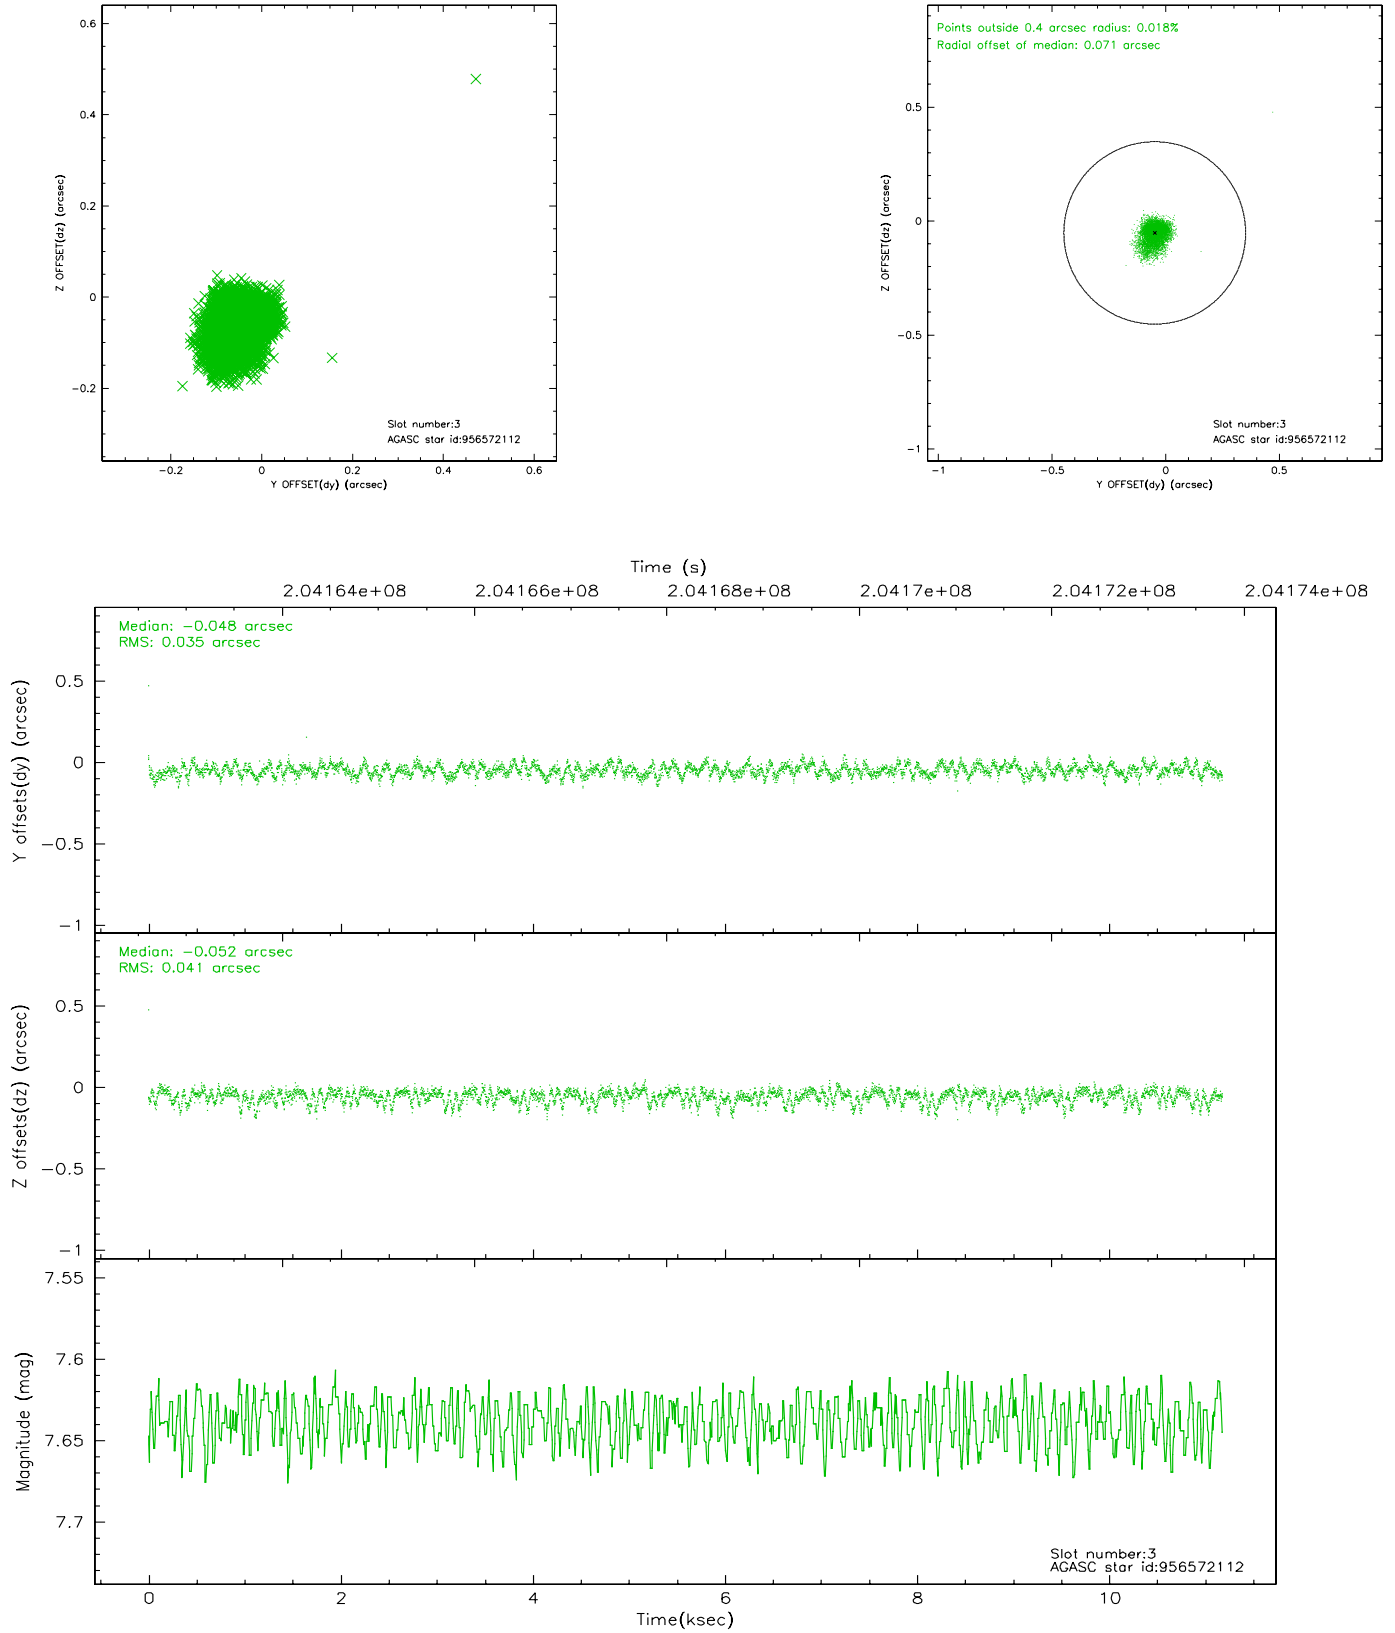 0.6
0.4
0.2
0
−0.2
Z OFFSET(dz) (arcsec)
Slot number:3
AGASC star id:956572112
−0.2 0 0.2 0.4 0.6
Y OFFSET(dy) (arcsec)
Points outside 0.4 arcsec radius: 0.018%
Radial offset of median: 0.071 arcsec
0.5
0
−0.5
−1
Z OFFSET(dz) (arcsec)
Slot number:3
AGASC star id:956572112
−1 −0.5 0 0.5
Y OFFSET(dy) (arcsec)
Time (s)
2.04164e+08 2.04166e+08 2.04168e+08 2.0417e+08 2.04172e+08 2.04174e+08
Median: −0.048 arcsec
RMS: 0.035 arcsec
0.5
0
−0.5
−1
Y offsets(dy) (arcsec)
Median: −0.052 arcsec
RMS: 0.041 arcsec
0.5
0
−0.5
−1
Z offsets(dz) (arcsec)
7.55
7.6
7.65
7.7
Magnitude (mag)
Slot number:3
AGASC star id:956572112
0 2 4 6 8 10
Time(ksec)